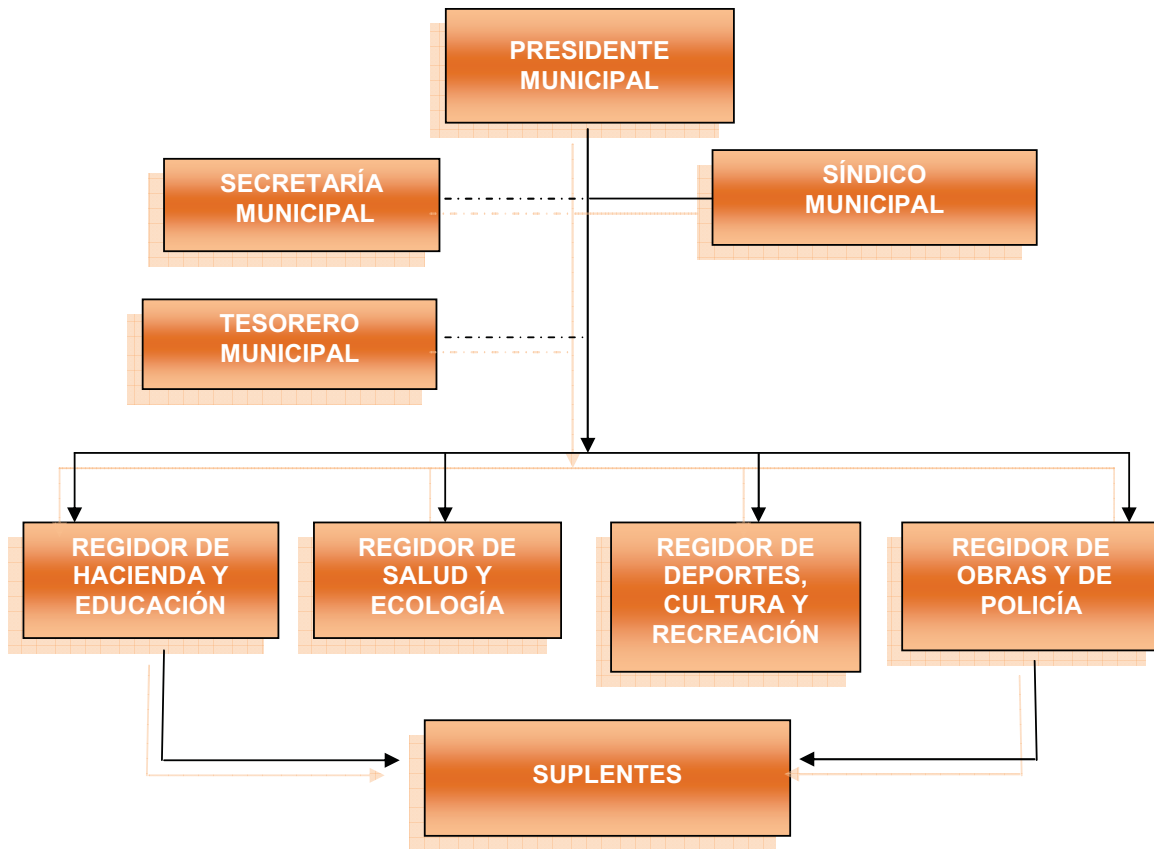 PRESIDENTE
MUNICIPAL
SECRETARÍA
MUNICIPAL
SÍNDICO
MUNICIPAL
TESORERO
MUNICIPAL
REGIDOR DE
HACIENDA Y
EDUCACIÓN
REGIDOR DE
SALUD Y
ECOLOGÍA
REGIDOR DE
DEPORTES,
CULTURA Y
RECREACIÓN
REGIDOR DE
OBRAS Y DE
POLICÍA
SUPLENTES